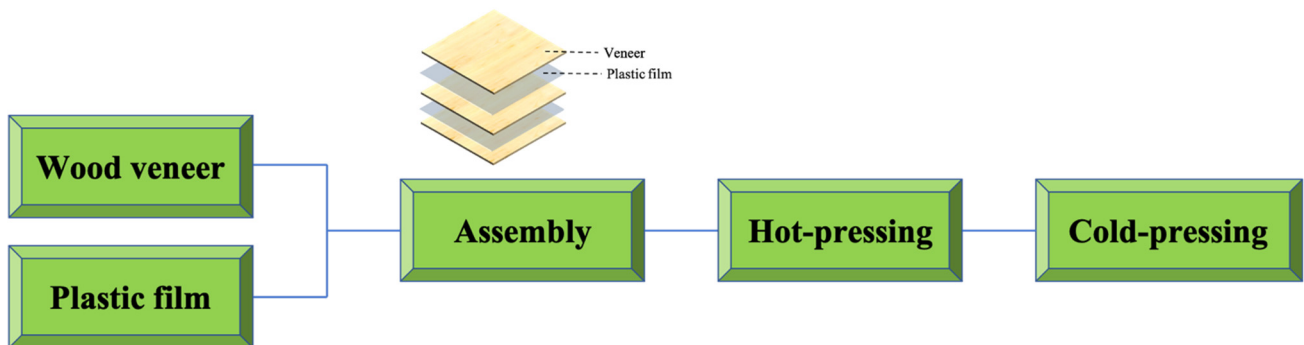 Veneer
Plastic film
Wood veneer
Plastic film
Assembly
Hot-pressing
Cold-pressing